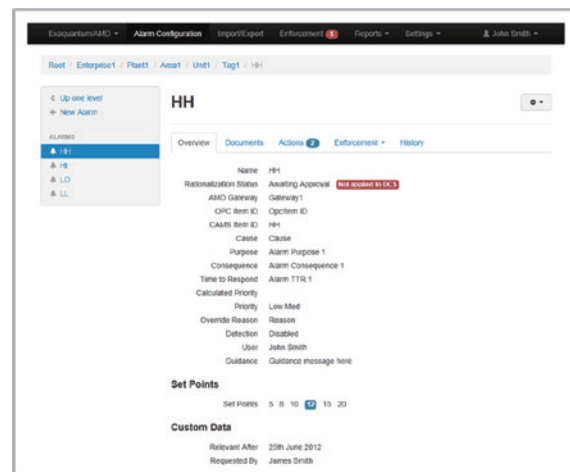 Exaquantum/AMO Alarm Configuration Import/Export Enforcement 5 Reports Settings John Smith
Root / Enterprise1 / Plant1 / Area1 / Unit1 / Tag1 / HH
Up one level
New Alarm
ALARMS
HH
HI
LO
LL
HH
Overview Documents Actions 2 Enforcement History
Name HH
Rationalization Status Awaiting Approval Not applied to DCS
AMO Gateway Gateway1
OPC Item ID OpcItem ID
CAMS Item ID HH
Cause Cause
Purpose Alarm Purpose 1
Consequence Alarm Consequence 1
Time to Respond Alarm TTR 1
Calculated Priority
Priority Low Med
Override Reason Reason
Detection Disabled
User John Smith
Guidance Guidance message here
Set Points
Set Points 5 8 10 12 15 20
Custom Data
Relevant After 25th June 2012
Requested By James Smith